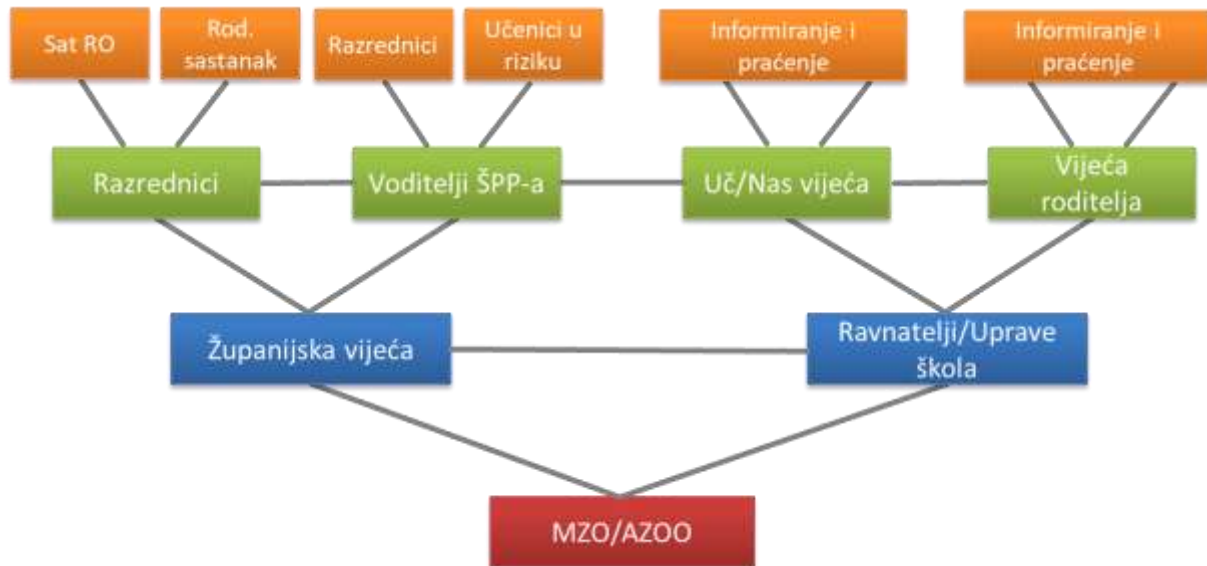 Sat RO
Rod.
sastanak
Razrednici
Učenici u
riziku
Informiranje i
praćenje
Informiranje i
praćenje
Razrednici
Voditelji ŠPP-a
Uč/Nas vijeća
Vijeća
roditelja
Županijska vijeća
Ravnatelji/Uprave
škola
MZO/AZOO